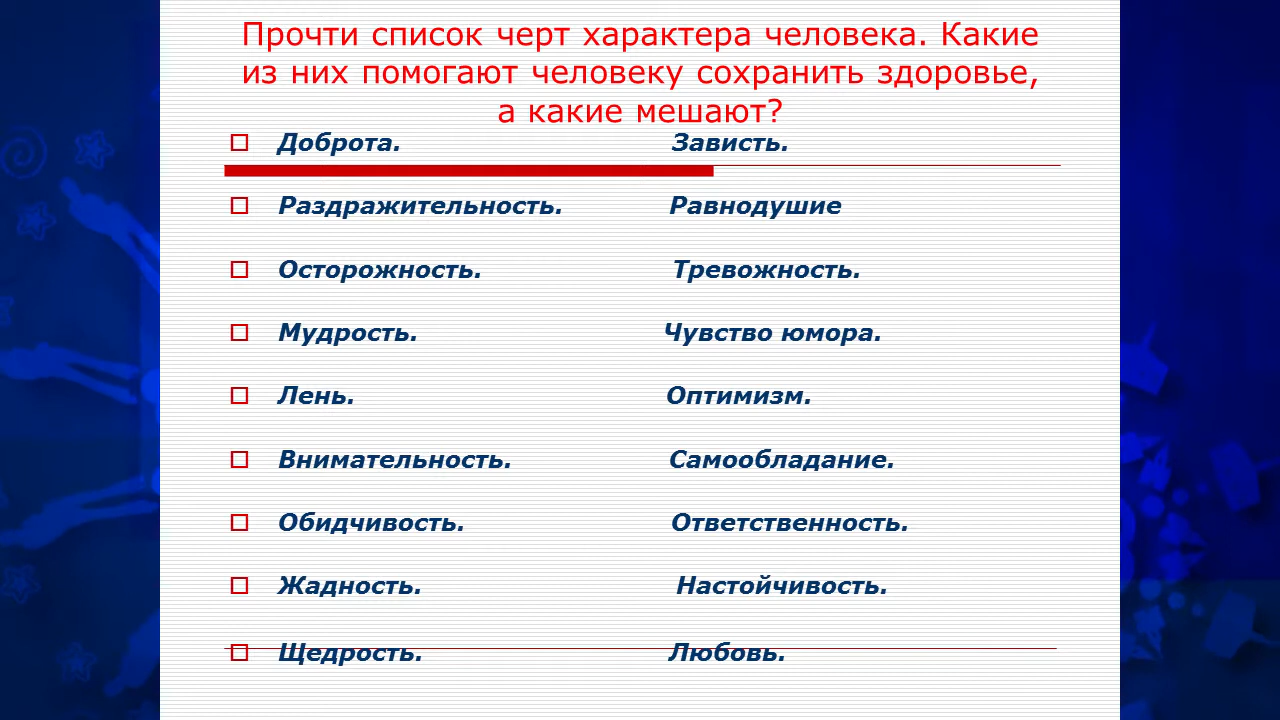 Прочти список черт характера человека. Какие
из них помогают человеку сохранить здоровье,
а какие мешают?
Доброта. Зависть.
Раздражительность. Равнодушие
Осторожность. Тревожность.
Мудрость. Чувство юмора.
Лень. Оптимизм.
Внимательность. Самообладание.
Обидчивость. Ответственность.
Жадность. Настойчивость.
Щедрость. Любовь.